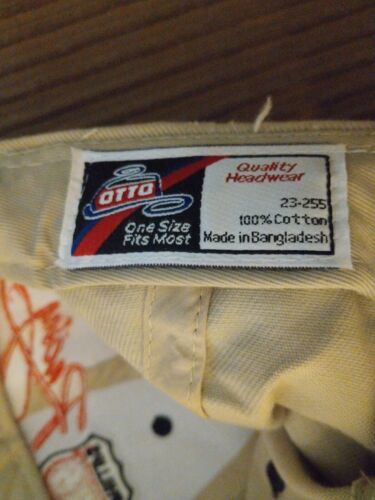 OTTO
One Size
Fits Most
Quality
Headwear
23-255
100% Cotton
Made in Bangladesh